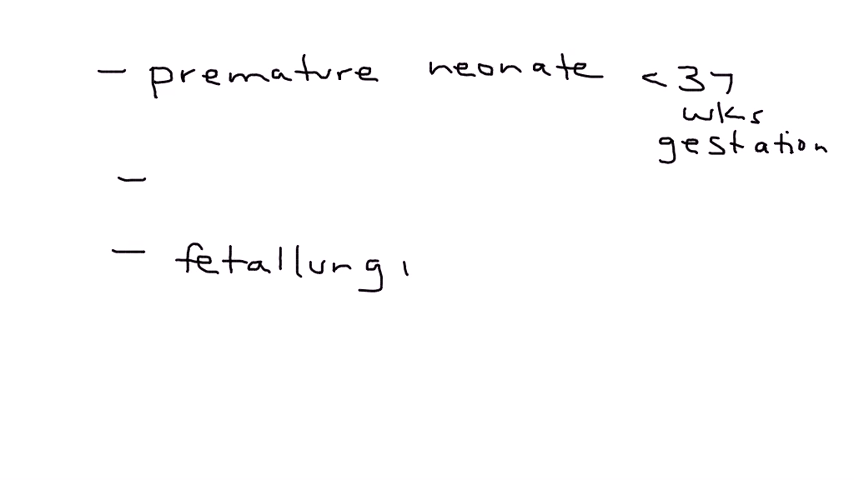 - premature neonate <37
wks
gestation
-
- fetal lung